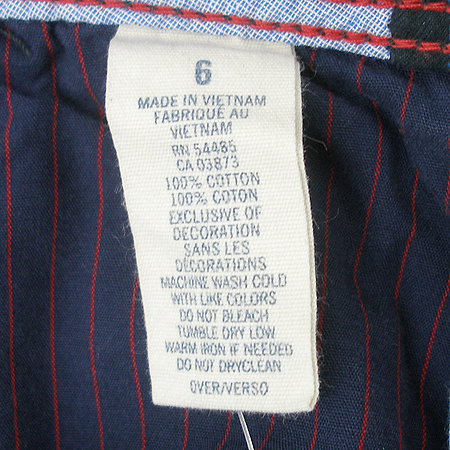 6
MADE IN VIETNAM
FABRIQUÉ AU
VIETNAM
RN 54485
CA 03873
100% COTTON
100% COTON
EXCLUSIVE OF
DECORATION
SANS LES
DÉCORATIONS
MACHINE WASH COLD
WITH LIKE COLORS
DO NOT BLEACH
TUMBLE DRY LOW
WARM IRON IF NEEDED
DO NOT DRYCLEAN
OVER/VERSO